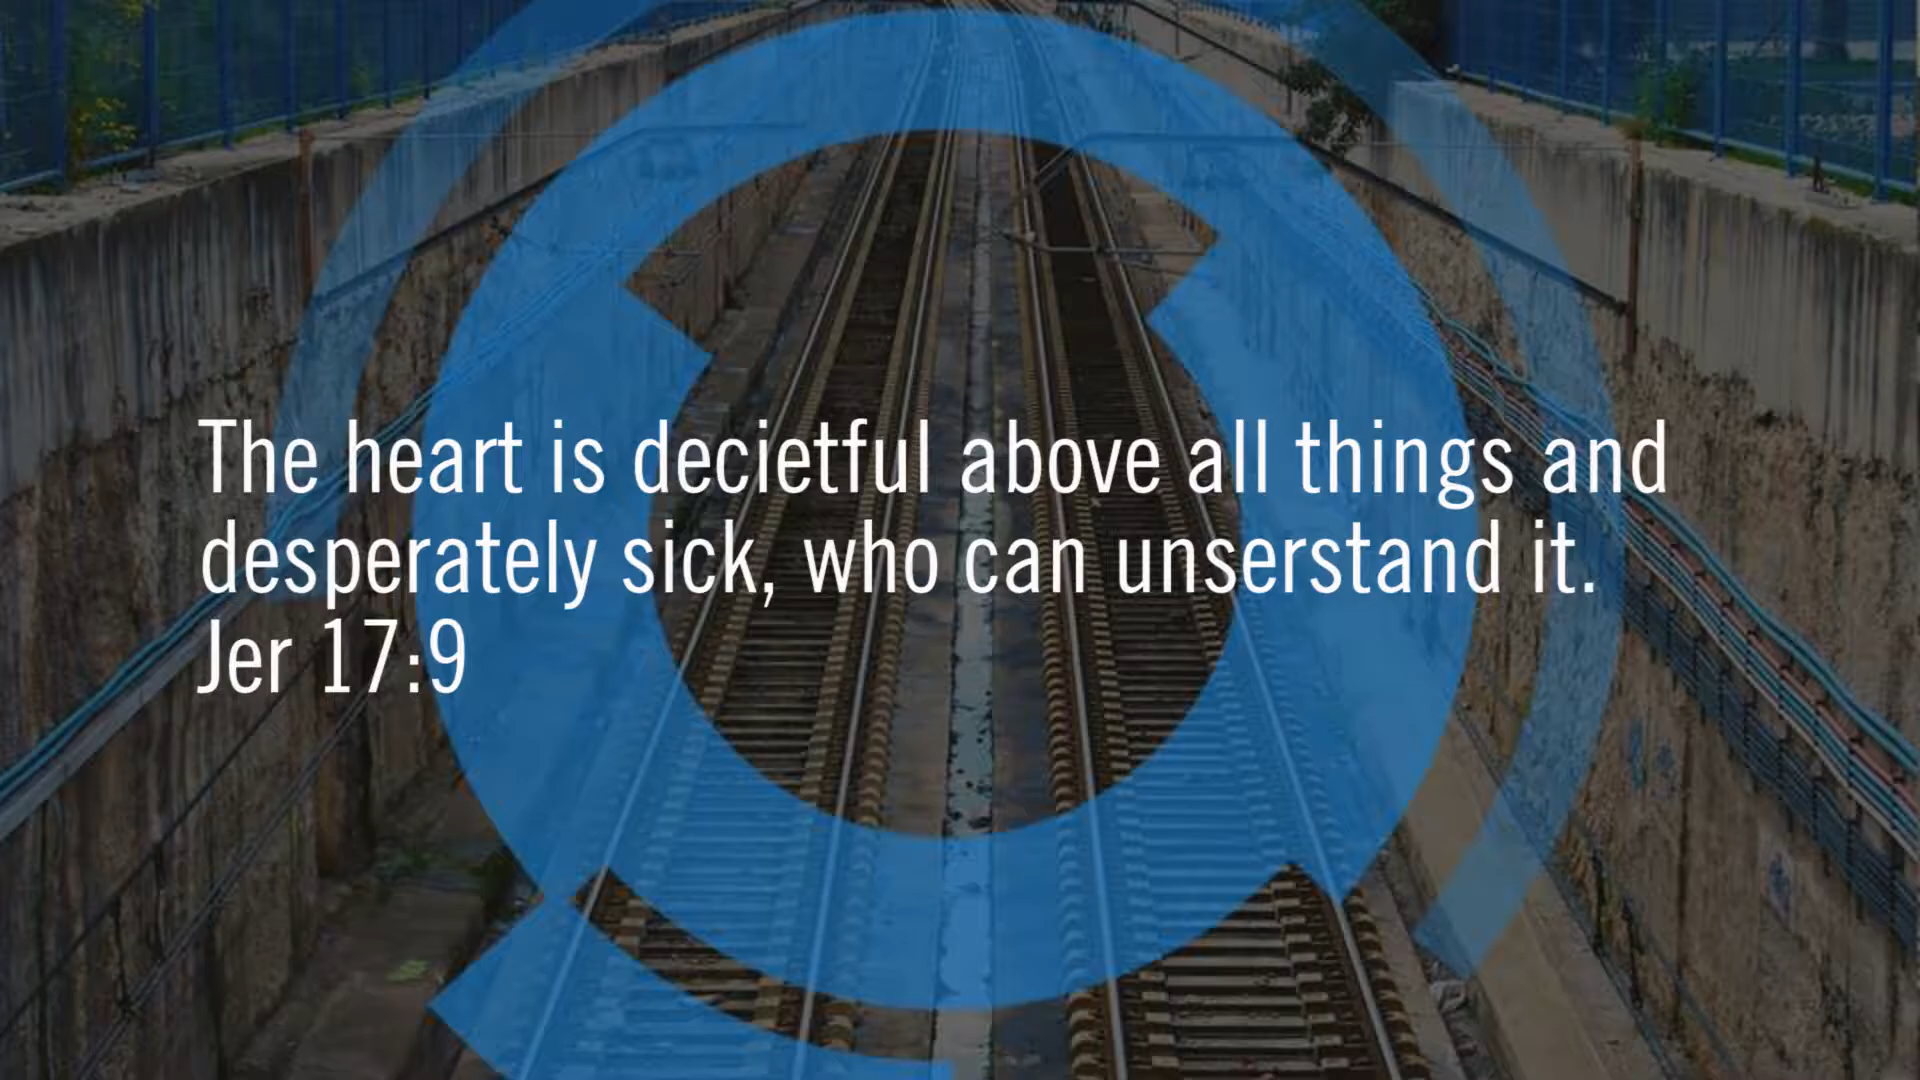 The heart is decietful above all things and
desperately sick, who can unserstand it.
Jer 17:9